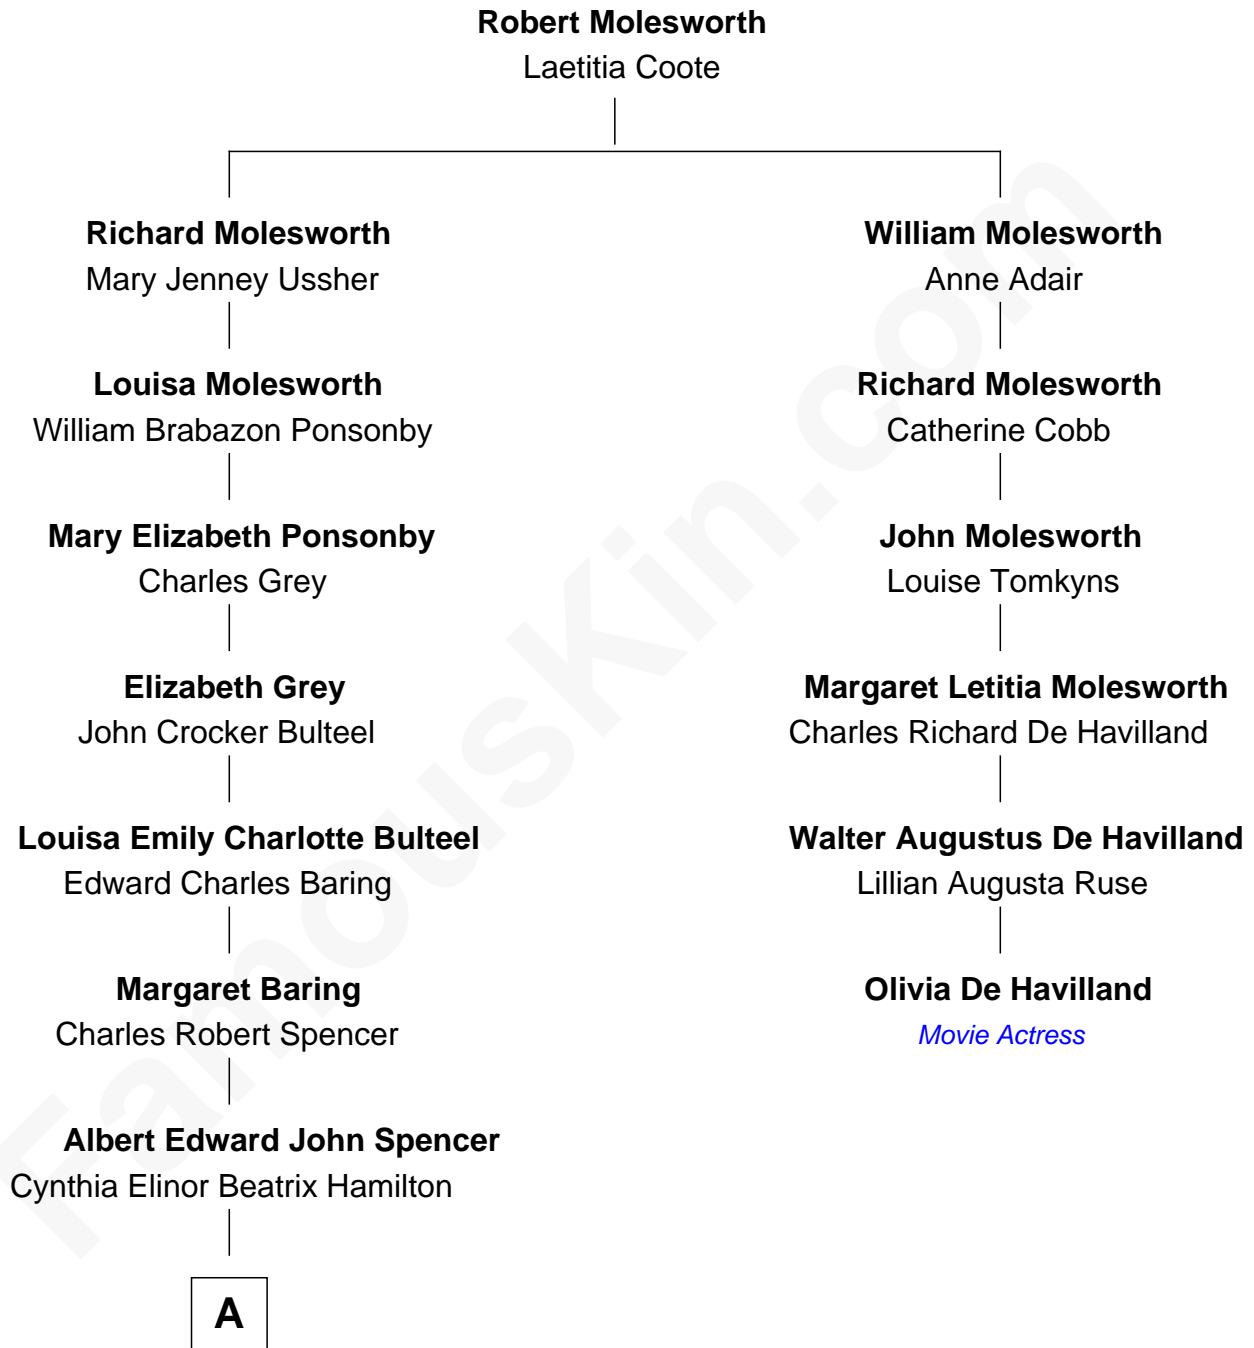 Robert Molesworth
Laetitia Coote
Richard Molesworth
Mary Jenney Ussher
William Molesworth
Anne Adair
Louisa Molesworth
William Brabazon Ponsonby
Richard Molesworth
Catherine Cobb
Mary Elizabeth Ponsonby
Charles Grey
John Molesworth
Louise Tomkyns
Elizabeth Grey
John Crocker Bulteel
Margaret Letitia Molesworth
Charles Richard De Havilland
Louisa Emily Charlotte Bulteel
Edward Charles Baring
Walter Augustus De Havilland
Lillian Augusta Ruse
Margaret Baring
Charles Robert Spencer
Olivia De Havilland
Movie Actress
Albert Edward John Spencer
Cynthia Elinor Beatrix Hamilton
A
FamousKin.com